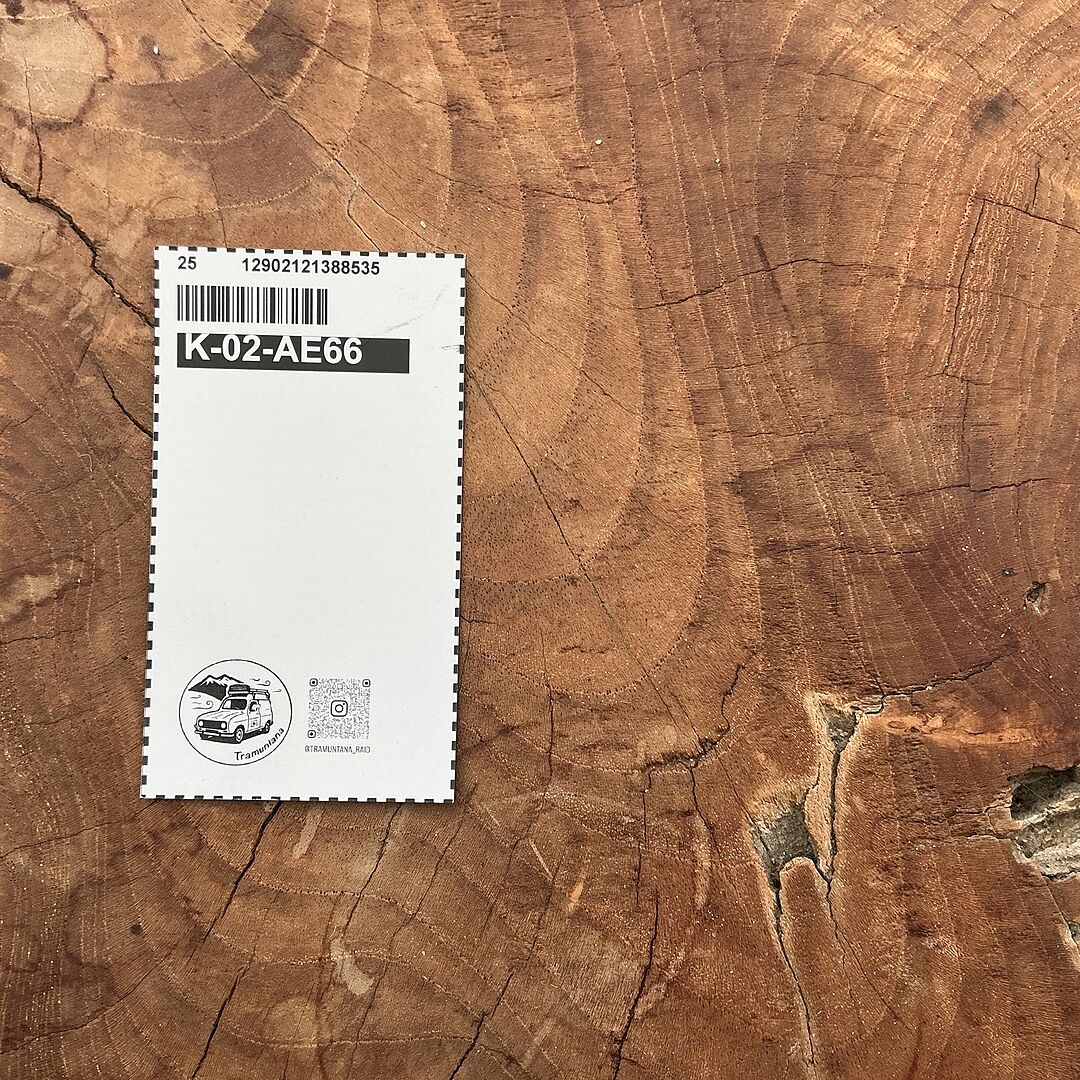 25 12902121388535
K-02-AE66
Tramuntana
@TRAMUNTANA_RAID